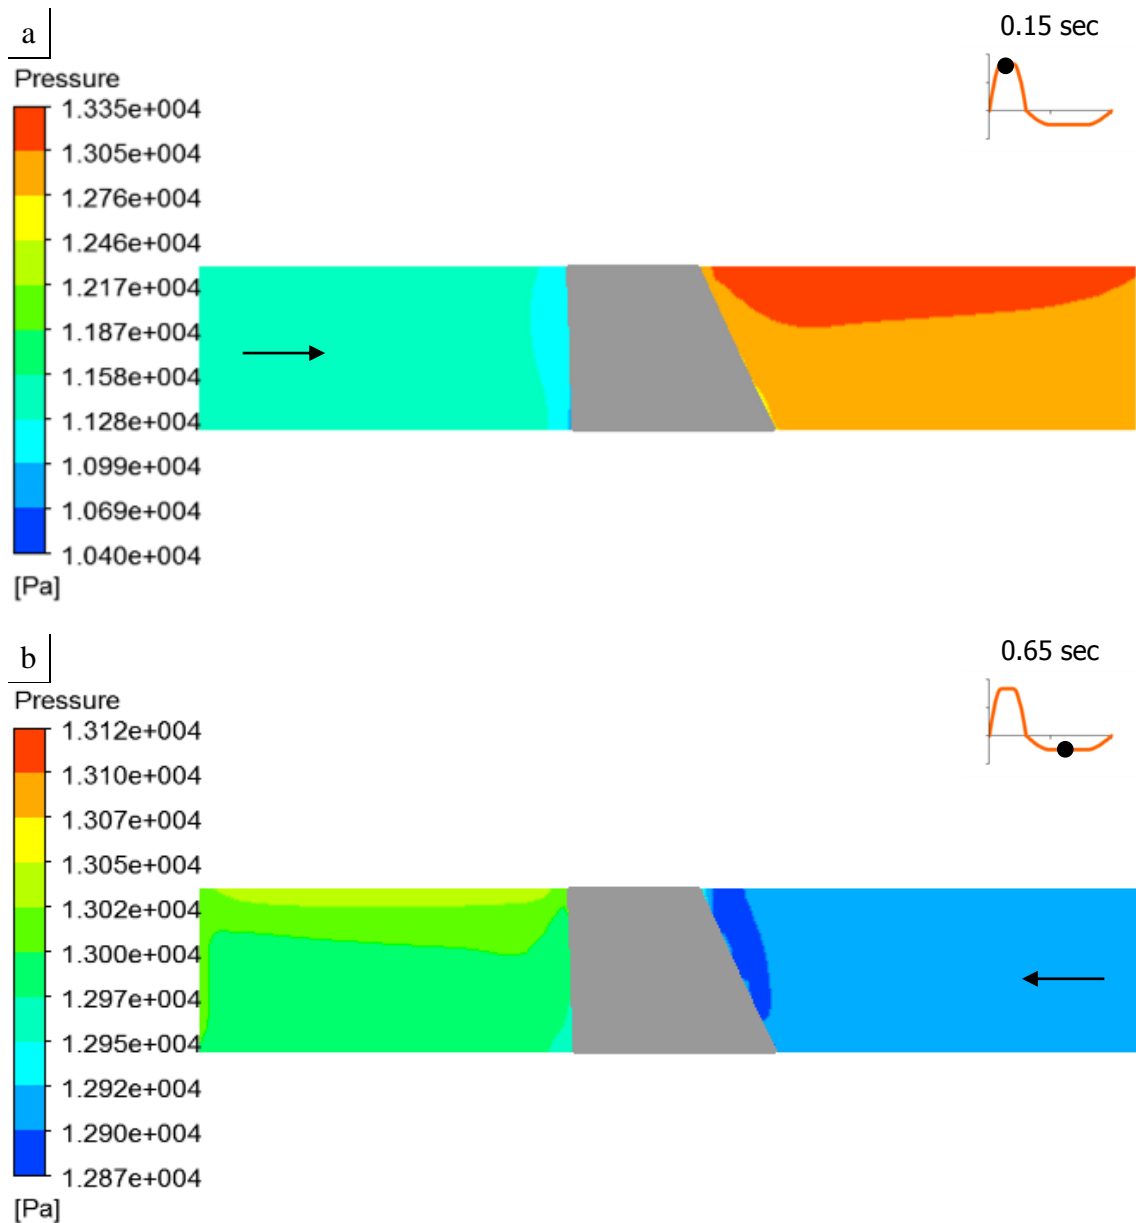 a
0.15 sec
Pressure
1.335e+004
1.305e+004
1.276e+004
1.246e+004
1.217e+004
1.187e+004
1.158e+004
1.128e+004
1.099e+004
1.069e+004
1.040e+004
[Pa]
b
0.65 sec
Pressure
1.312e+004
1.310e+004
1.307e+004
1.305e+004
1.302e+004
1.300e+004
1.297e+004
1.295e+004
1.292e+004
1.290e+004
1.287e+004
[Pa]